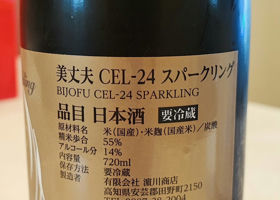 美丈夫 CEL-24 スパークリング
BIJOFU CEL-24 SPARKLING
品目 日本酒 要冷蔵
原材料名 米(国産)・米麹(国産米)/炭酸
精米歩合 55%
アルコール分 14%
内容量 720ml
保存方法 要冷蔵
製造者 有限会社 濵川商店
高知県安芸郡田野町2150